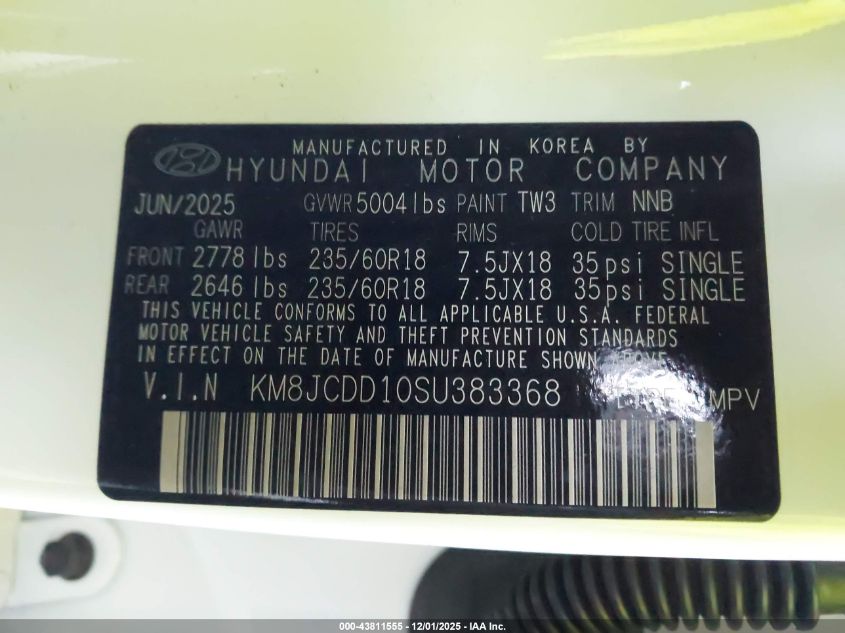 MANUFACTURED IN KOREA BY
HYUNDAI MOTOR COMPANY
JUN/2025 GVWR 5004 lbs PAINT TW3 TRIM NNB
GAWR TIRES RIMS COLD TIRE INFL
FRONT 2778 lbs 235/60R18 7.5JX18 35psi SINGLE
REAR 2646 lbs 235/60R18 7.5JX18 35psi SINGLE
THIS VEHICLE CONFORMS TO ALL APPLICABLE U.S.A. FEDERAL
MOTOR VEHICLE SAFETY AND THEFT PREVENTION STANDARDS
IN EFFECT ON THE DATE OF MANUFACTURE SHOWN ABOVE.
V.I.N KM8JCDD10SU383368 MPV
000-43811555 - 12/01/2025 - IAA Inc.